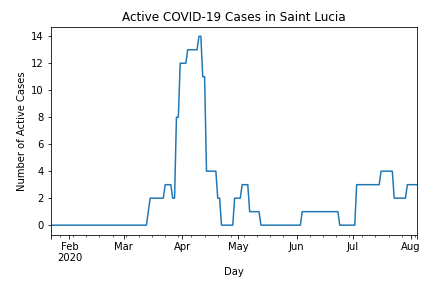 Active COVID-19 Cases in Saint Lucia
Number of Active Cases
14
12
10
8
6
4
2
0
Feb Mar Apr May Jun Jul Aug
2020
Day